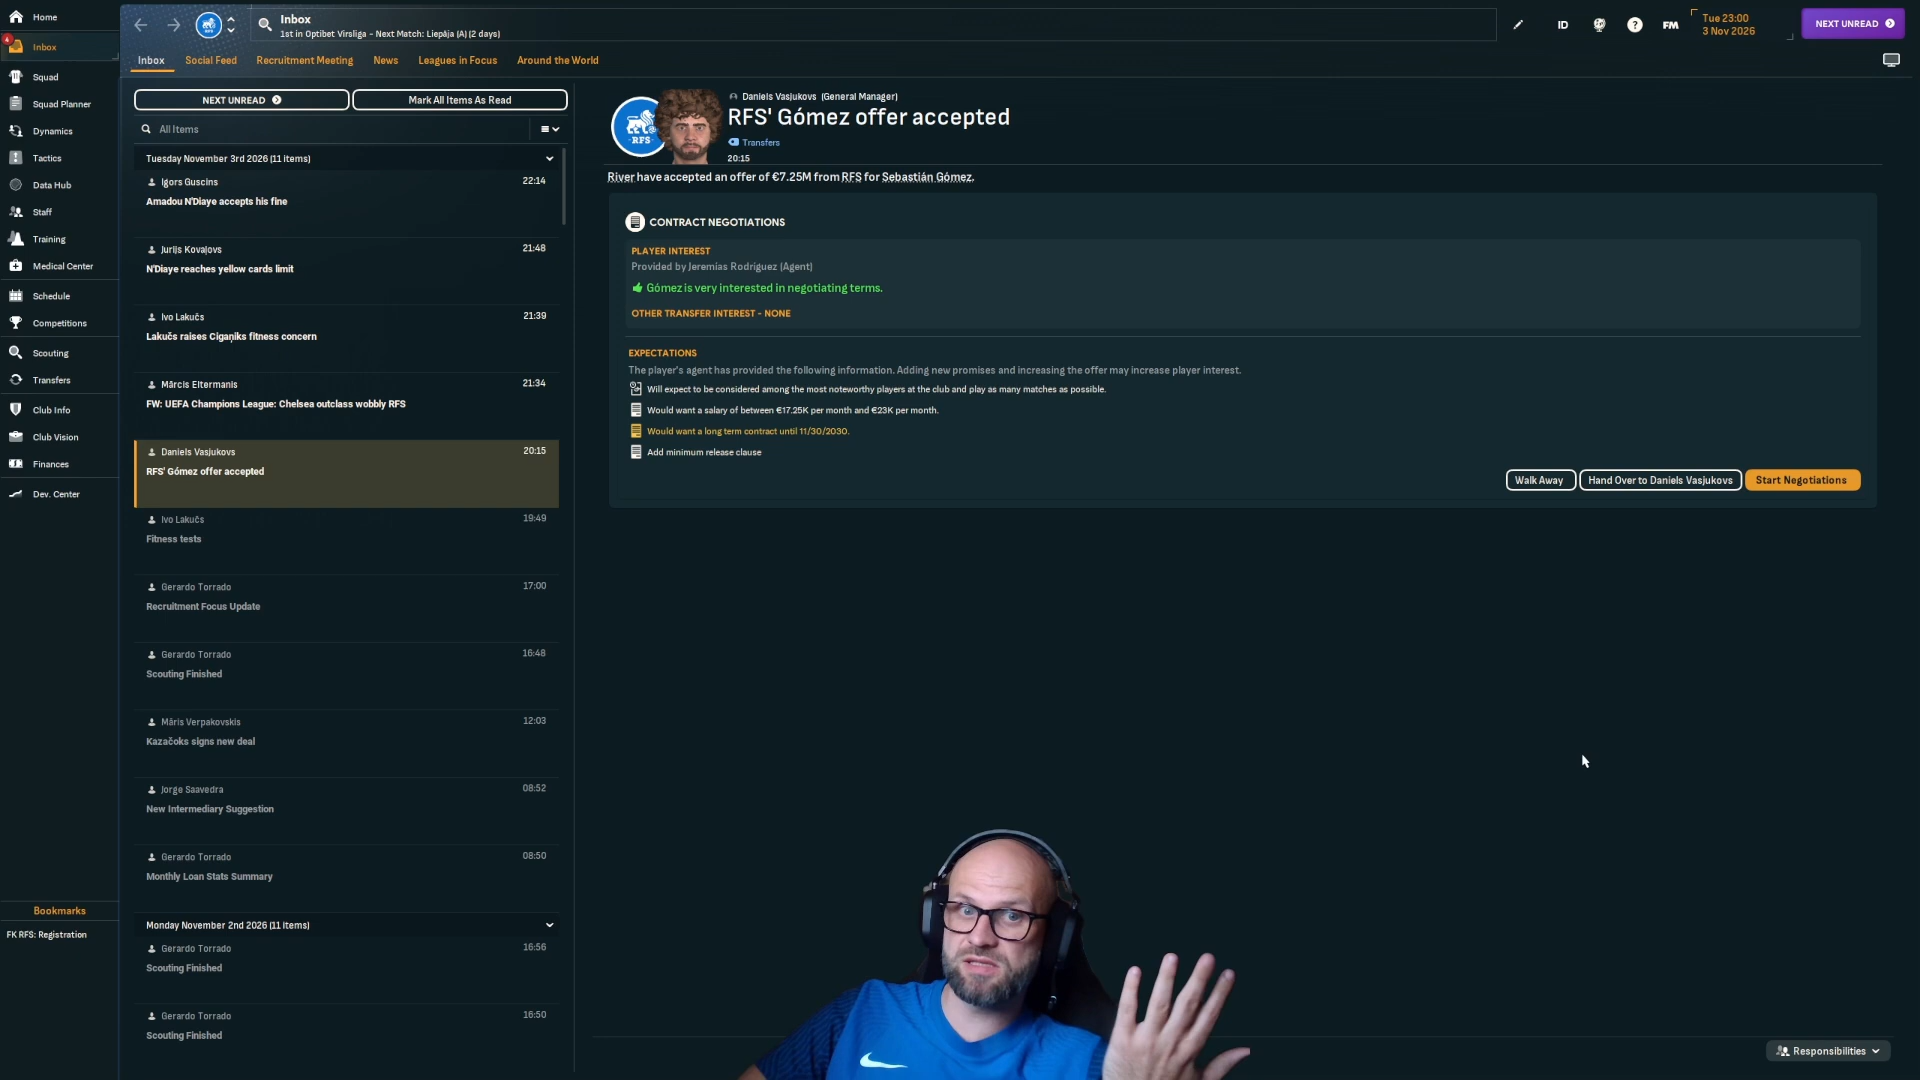 Home
Inbox
4
Squad
Squad Planner
Dynamics
Tactics
Data Hub
Staff
Training
Medical Center
Schedule
Competitions
Scouting
Transfers
Club Info
Club Vision
Finances
Dev. Center
Bookmarks
FK RFS: Registration
Inbox
1st in Optibet Virsliga - Next Match: Liepāja (A) (2 days)
ID
FM
Tue 23:00
3 Nov 2026
NEXT UNREAD
Inbox
Social Feed
Recruitment Meeting
News
Leagues in Focus
Around the World
NEXT UNREAD
Mark All Items As Read
All Items
Tuesday November 3rd 2026 (11 items)
Igors Guscins 22:14
Amadou N'Diaye accepts his fine
Jurijs Kovaļovs 21:48
N'Diaye reaches yellow cards limit
Ivo Lakučs 21:39
Lakučs raises Cigaņiks fitness concern
Mārcis Eltermanis 21:34
FW: UEFA Champions League: Chelsea outclass wobbly RFS
Daniels Vasjukovs 20:15
RFS' Gómez offer accepted
Ivo Lakučs 19:49
Fitness tests
Gerardo Torrado 17:00
Recruitment Focus Update
Gerardo Torrado 16:48
Scouting Finished
Māris Verpakovskis 12:03
Kazačoks signs new deal
Jorge Saavedra 08:52
New Intermediary Suggestion
Gerardo Torrado 08:50
Monthly Loan Stats Summary
Monday November 2nd 2026 (11 items)
Gerardo Torrado 16:56
Scouting Finished
Gerardo Torrado 16:50
Scouting Finished
RFS
Daniels Vasjukovs (General Manager)
RFS' Gómez offer accepted
Transfers
20:15
River have accepted an offer of €7.25M from RFS for Sebastián Gómez.
CONTRACT NEGOTIATIONS
PLAYER INTEREST
Provided by Jeremías Rodríguez (Agent)
Gómez is very interested in negotiating terms.
OTHER TRANSFER INTEREST - NONE
EXPECTATIONS
The player's agent has provided the following information. Adding new promises and increasing the offer may increase player interest.
Will expect to be considered among the most noteworthy players at the club and play as many matches as possible.
Would want a salary of between €17.25K per month and €23K per month.
Would want a long term contract until 11/30/2030.
Add minimum release clause
Walk Away
Hand Over to Daniels Vasjukovs
Start Negotiations
Responsibilities